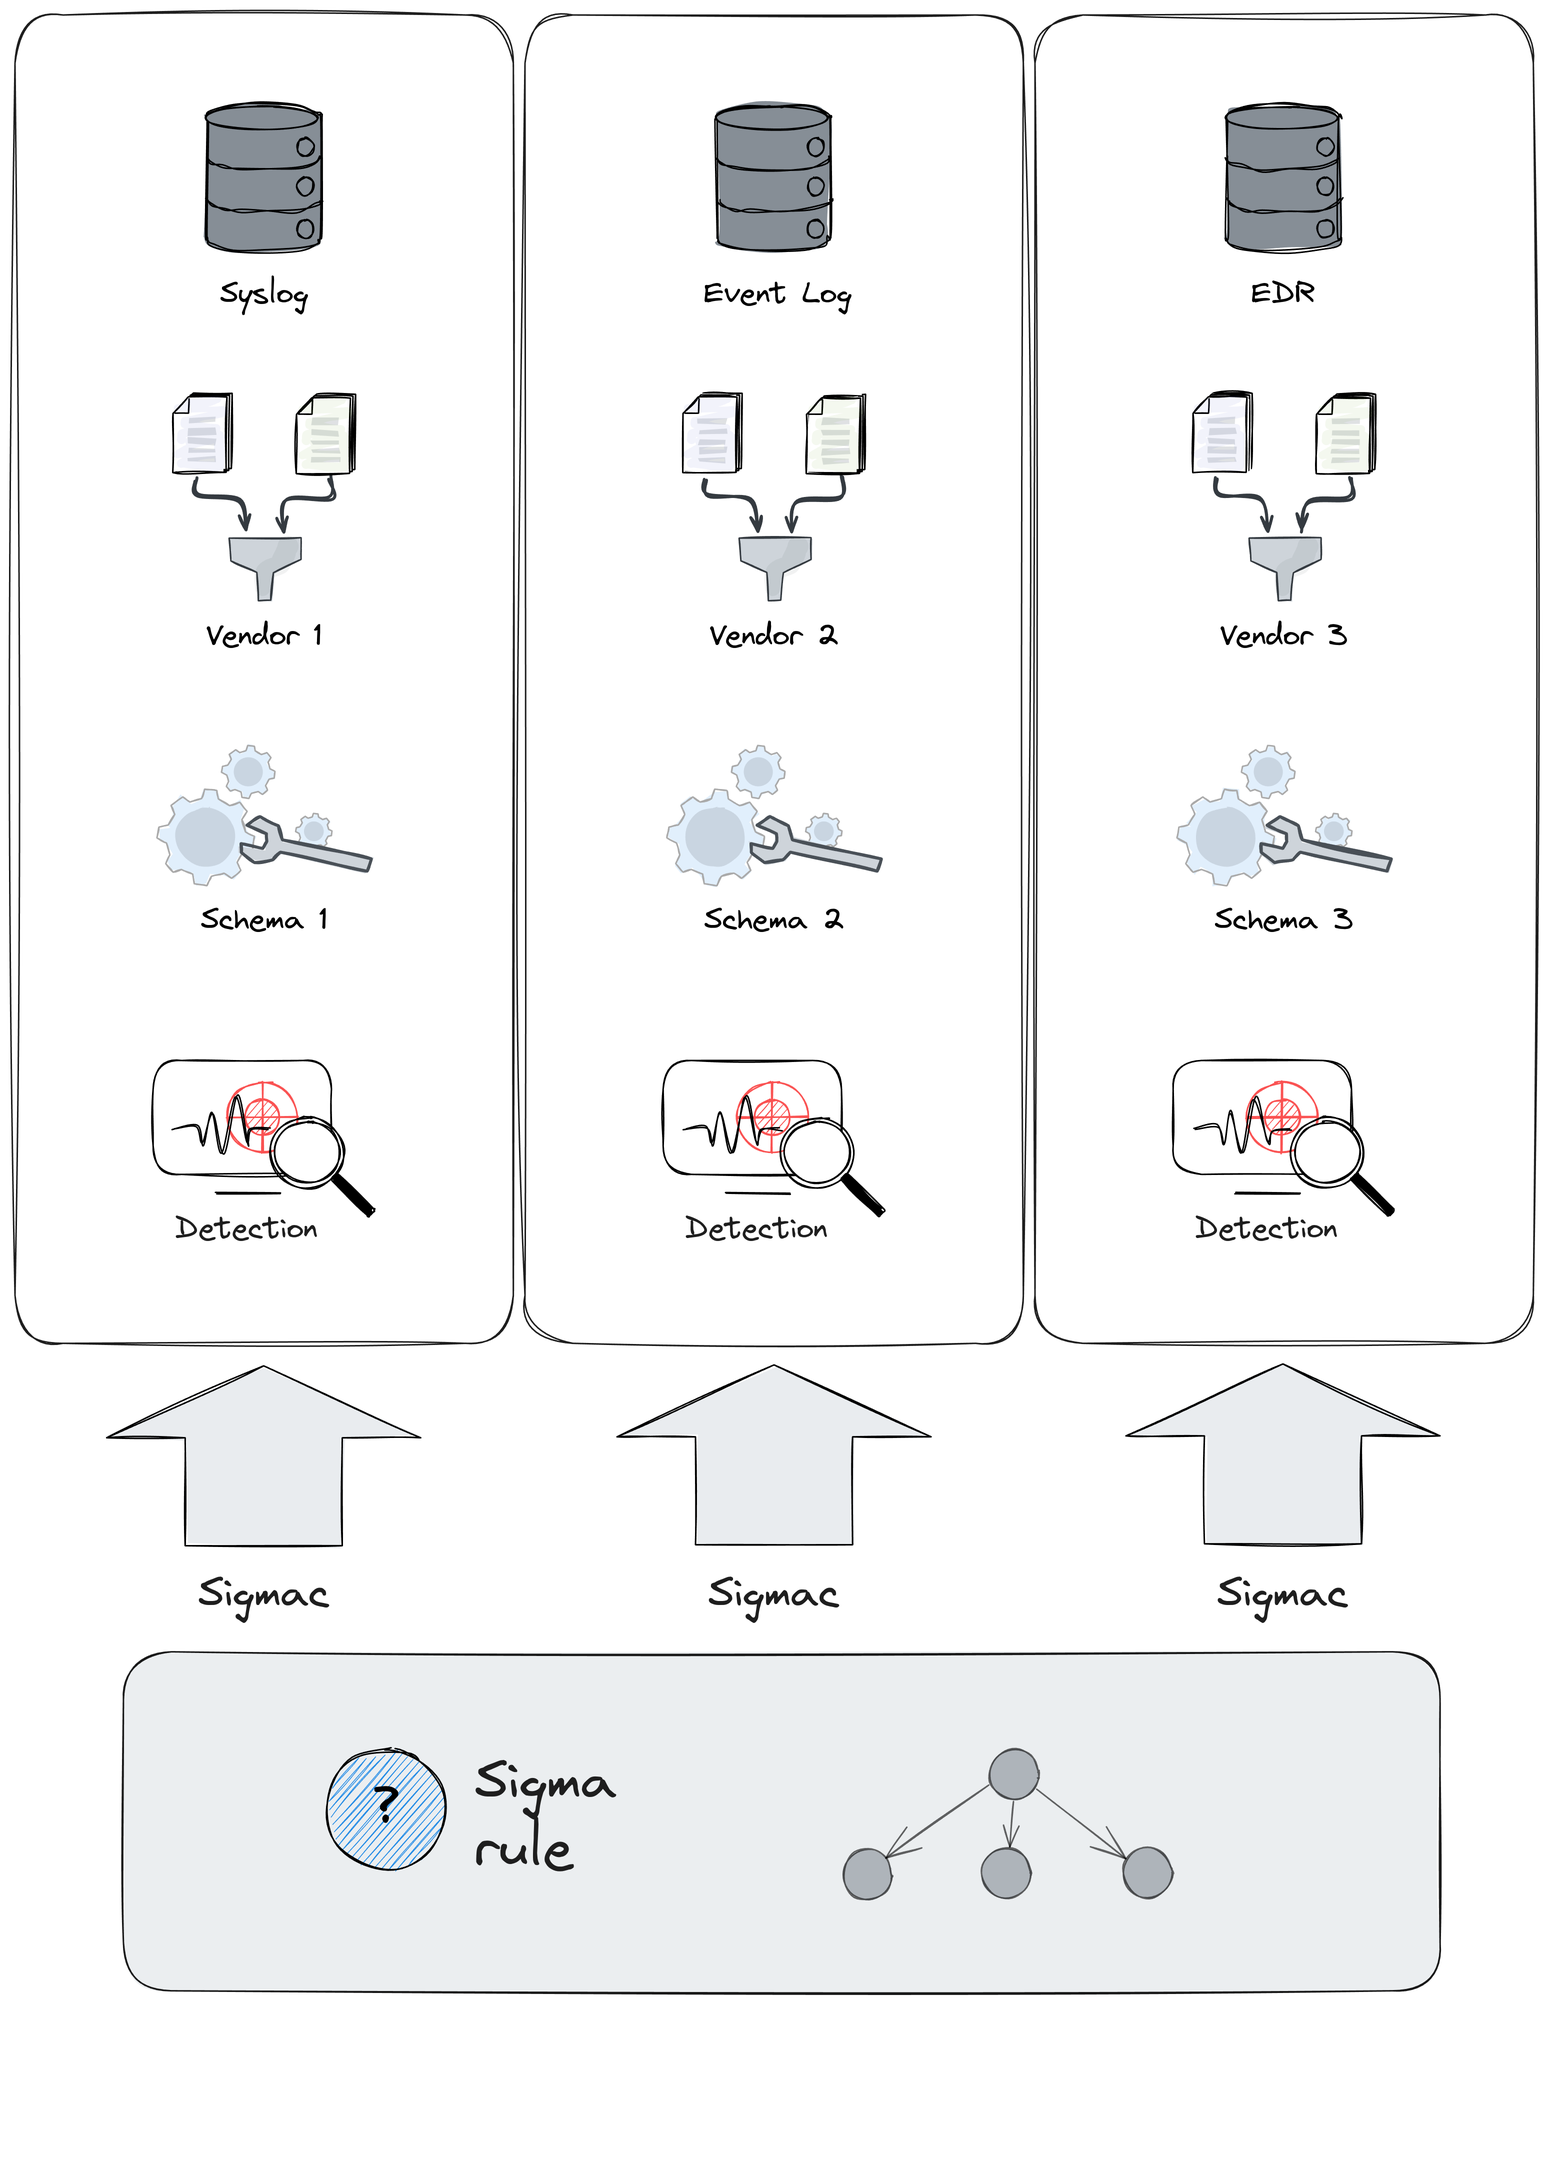 Syslog
Event Log
EDR
Vendor 1
Vendor 2
Vendor 3
Schema 1
Schema 2
Schema 3
Detection
Detection
Detection
Sigmac
Sigmac
Sigmac
?
Sigma
rule